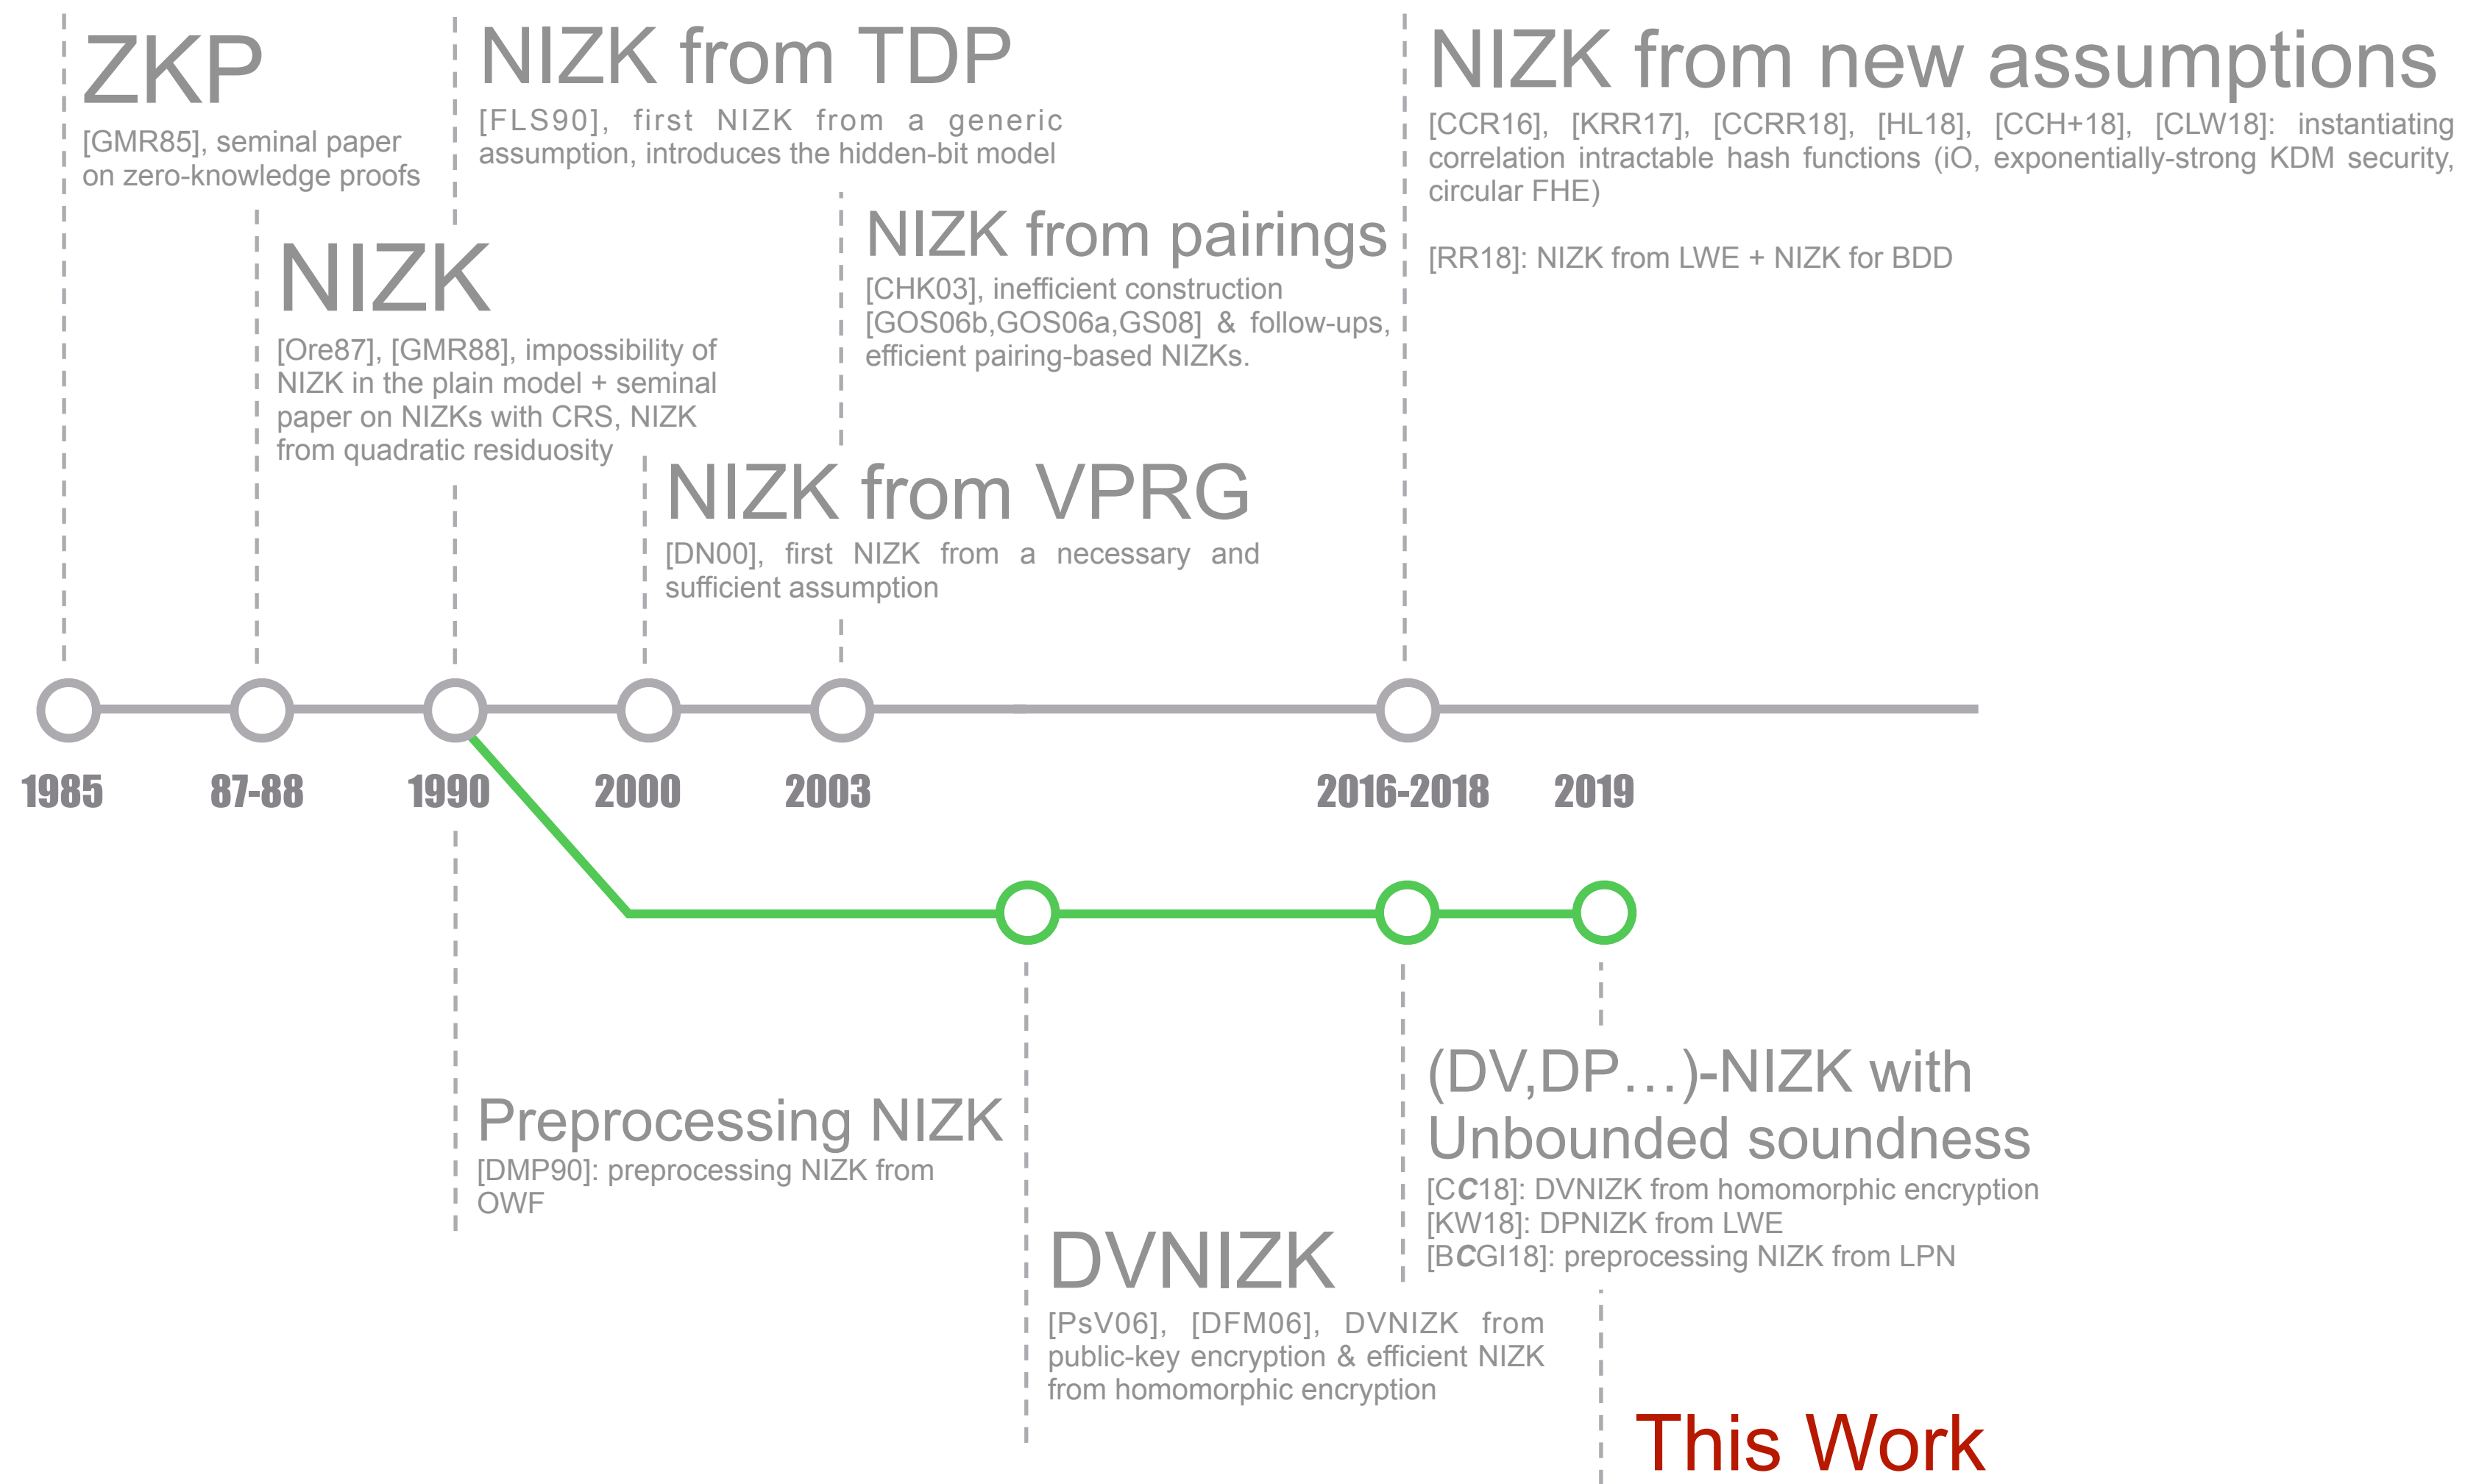 ZKP
[GMR85], seminal paper
on zero-knowledge proofs
NIZK
[Ore87], [GMR88], impossibility of
NIZK in the plain model + seminal
paper on NIZKs with CRS, NIZK
from quadratic residuosity
NIZK from TDP
[FLS90], first NIZK from a generic
assumption, introduces the hidden-bit model
NIZK from VPRG
[DN00], first NIZK from a necessary and
sufficient assumption
NIZK from pairings
[CHK03], inefficient construction
[GOS06b,GOS06a,GS08] & follow-ups,
efficient pairing-based NIZKs.
NIZK from new assumptions
[CCR16], [KRR17], [CCRR18], [HL18], [CCH+18], [CLW18]: instantiating
correlation intractable hash functions (iO, exponentially-strong KDM security,
circular FHE)
[RR18]: NIZK from LWE + NIZK for BDD
1985
87-88
1990
2000
2003
2016-2018
2019
Preprocessing NIZK
[DMP90]: preprocessing NIZK from
OWF
DVNIZK
[PsV06], [DFM06], DVNIZK from
public-key encryption & efficient NIZK
from homomorphic encryption
(DV,DP…)-NIZK with
Unbounded soundness
[CC18]: DVNIZK from homomorphic encryption
[KW18]: DPNIZK from LWE
[BCGI18]: preprocessing NIZK from LPN
This Work